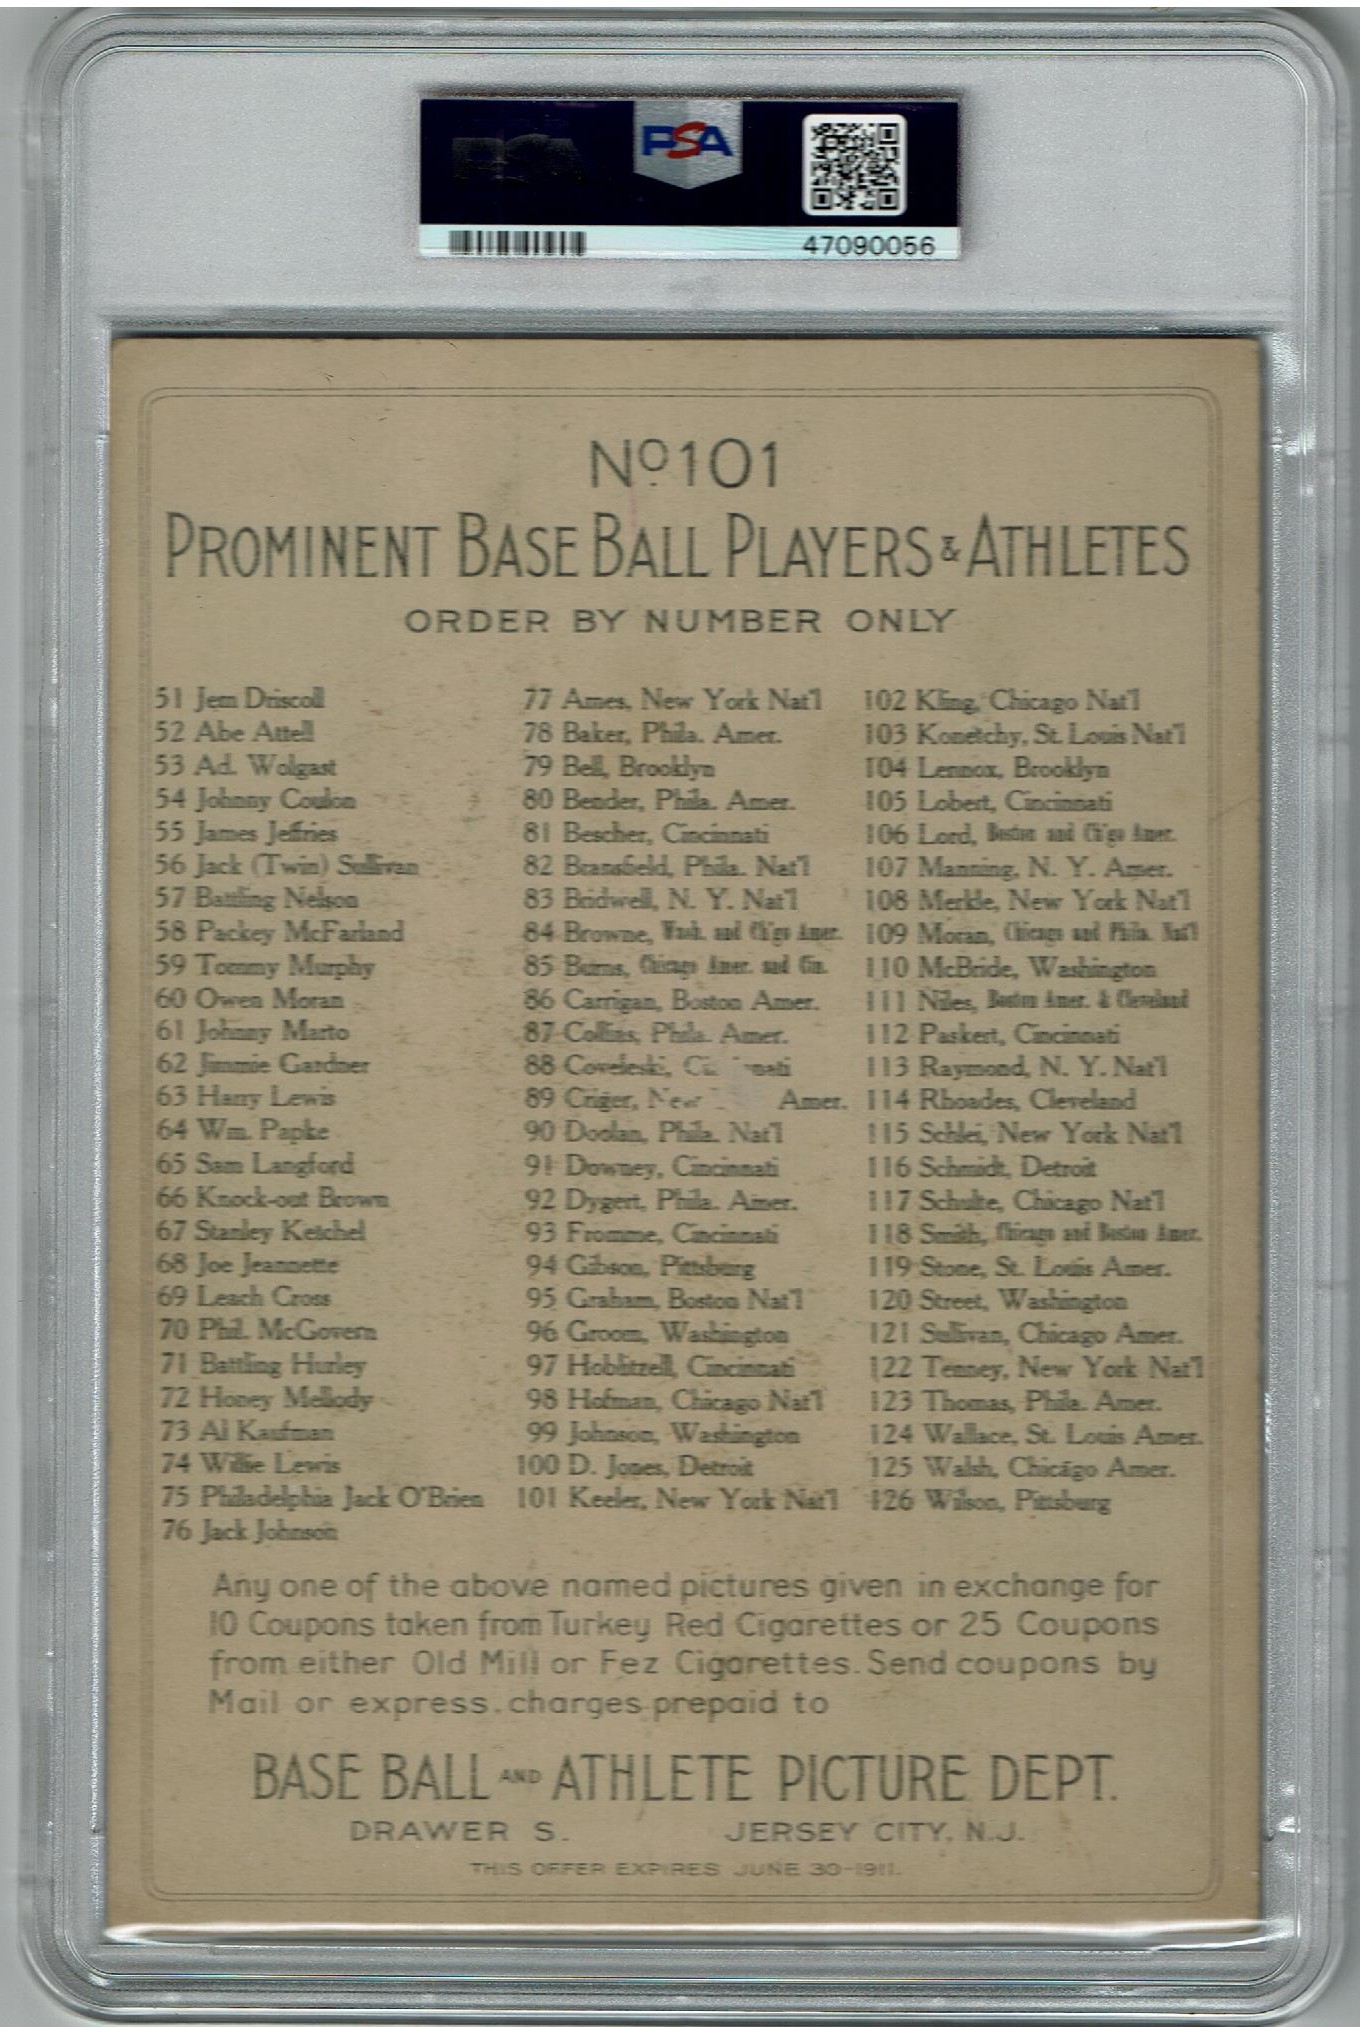 PSA
47090056
Nº 101
PROMINENT BASE BALL PLAYERS & ATHLETES
ORDER BY NUMBER ONLY
51 Jem Driscoll
52 Abe Attell
53 Ad. Wolgast
54 Johnny Coulon
55 James Jeffries
56 Jack (Twin) Sullivan
57 Battling Nelson
58 Packey McFarland
59 Tommy Murphy
60 Owen Moran
61 Johnny Marto
62 Jimmie Gardner
63 Harry Lewis
64 Wm. Papke
65 Sam Langford
66 Knock-out Brown
67 Stanley Ketchel
68 Joe Jeannette
69 Leach Cross
70 Phil. McGovern
71 Battling Hurley
72 Honey Mellody
73 Al Kaufman
74 Willie Lewis
75 Philadelphia Jack O'Brien
76 Jack Johnson
77 Ames, New York Nat'l
78 Baker, Phila. Amer.
79 Bell, Brooklyn
80 Bender, Phila. Amer.
81 Bescher, Cincinnati
82 Bransfield, Phila. Nat'l
83 Bridwell, N. Y. Nat'l
84 Browne, Wash. and Ch'go Amer.
85 Burns, Chicago Amer. and Cin.
86 Carrigan, Boston Amer.
87 Collins, Phila. Amer.
88 Coveleski,
89 Criger, New Amer.
90 Doolan, Phila. Nat'l
91 Downey, Cincinnati
92 Dygert, Phila. Amer.
93 Fromme, Cincinnati
94 Gibson, Pittsburg
95 Graham, Boston Nat'l
96 Groom, Washington
97 Hoblitzell, Cincinnati
98 Hofman, Chicago Nat'l
99 Johnson, Washington
100 D. Jones, Detroit
101 Keeler, New York Nat'l
102 Kling, Chicago Nat'l
103 Konetchy, St. Louis Nat'l
104 Lennox, Brooklyn
105 Lobert, Cincinnati
106 Lord, Boston and Ch'go Amer.
107 Manning, N. Y. Amer.
108 Merkle, New York Nat'l
109 Moran, Chicago and Phila. Nat'l
110 McBride, Washington
111 Niles, Boston Amer. & Cleveland
112 Paskert, Cincinnati
113 Raymond, N. Y. Nat'l
114 Rhoades, Cleveland
115 Schlei, New York Nat'l
116 Schmidt, Detroit
117 Schulte, Chicago Nat'l
118 Smith, Chicago and Boston Amer.
119 Stone, St. Louis Amer.
120 Street, Washington
121 Sullivan, Chicago Amer.
122 Tenney, New York Nat'l
123 Thomas, Phila. Amer.
124 Wallace, St. Louis Amer.
125 Walsh, Chicago Amer.
126 Wilson, Pittsburg
Any one of the above named pictures given in exchange for
10 Coupons taken from Turkey Red Cigarettes or 25 Coupons
from either Old Mill or Fez Cigarettes. Send coupons by
Mail or express. charges prepaid to
BASE BALL AND ATHLETE PICTURE DEPT.
DRAWER S. JERSEY CITY, N.J.
THIS OFFER EXPIRES JUNE 30-1911.